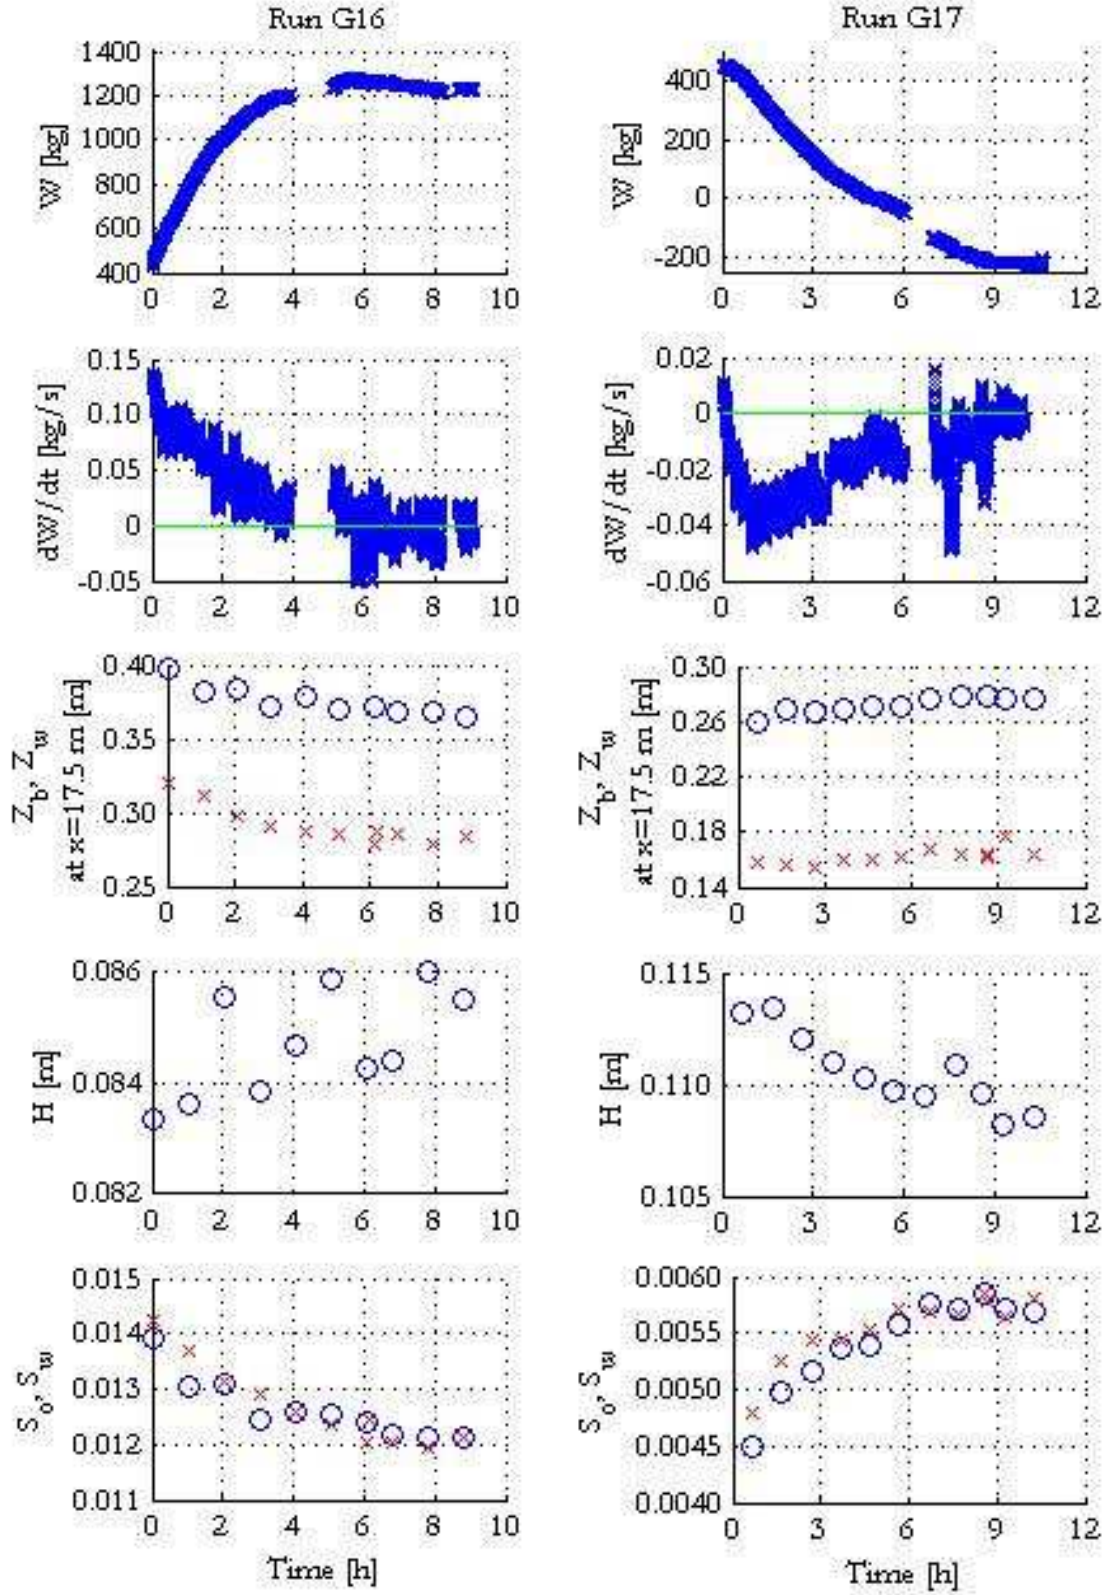 Run G16
Run G17
W [kg]
1400
1200
1000
800
600
400
0 2 4 6 8 10
W [kg]
400
200
0
-200
0 3 6 9 12
dW/dt [kg/s]
0.15
0.10
0.05
0
-0.05
0 2 4 6 8 10
dW/dt [kg/s]
0.02
0
-0.02
-0.04
-0.06
0 3 6 9 12
Z_b, Z_w
at x=17.5 m [m]
0.40
0.35
0.30
0.25
0 2 4 6 8 10
Z_b, Z_w
at x=17.5 m [m]
0.30
0.26
0.22
0.18
0.14
0 3 6 9 12
H [m]
0.086
0.084
0.082
0 2 4 6 8 10
H [m]
0.115
0.110
0.105
0 3 6 9 12
S_o, S_w
0.015
0.014
0.013
0.012
0.011
0 2 4 6 8 10
Time [h]
S_o, S_w
0.0060
0.0055
0.0050
0.0045
0.0040
0 3 6 9 12
Time [h]